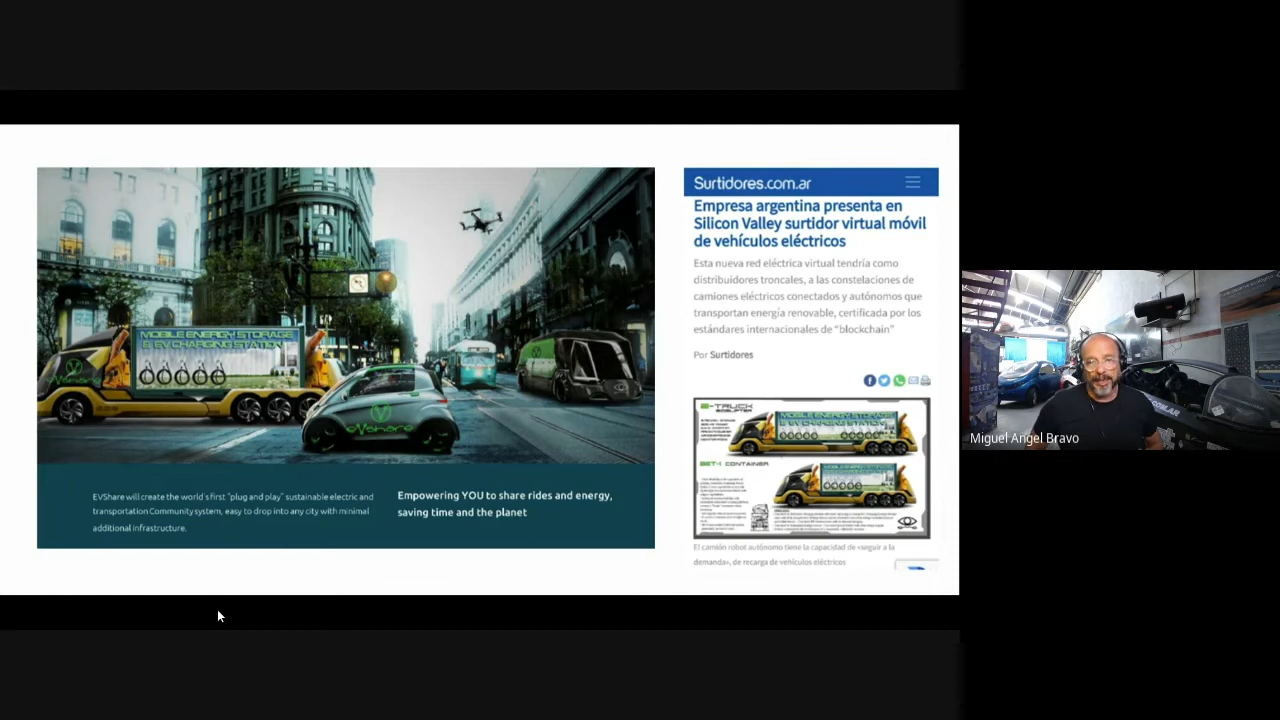 MOBILE ENERGY STORAGE
& EV CHARGING STATION
evshare
EVShare will create the world's first "plug and play" sustainable electric and
transportation Community system, easy to drop into any city with minimal
additional infrastructure.
Empowering YOU to share rides and energy,
saving time and the planet
Surtidores.com.ar
Empresa argentina presenta en
Silicon Valley surtidor virtual móvil
de vehículos eléctricos
Esta nueva red eléctrica virtual tendría como
distribuidores troncales, a las constelaciones de
camiones eléctricos conectados y autónomos que
transportan energía renovable, certificada por los
estándares internacionales de “blockchain”
Por Surtidores
E-TRUCK
MOBILE ENERGY STORAGE
& EV CHARGING STATION
CONTAINER
MOBILE ENERGY STORAGE
& EV CHARGING STATION
El camión robot autónomo tiene la capacidad de «seguir a la
demanda», de recarga de vehículos eléctricos
Miguel Angel Bravo